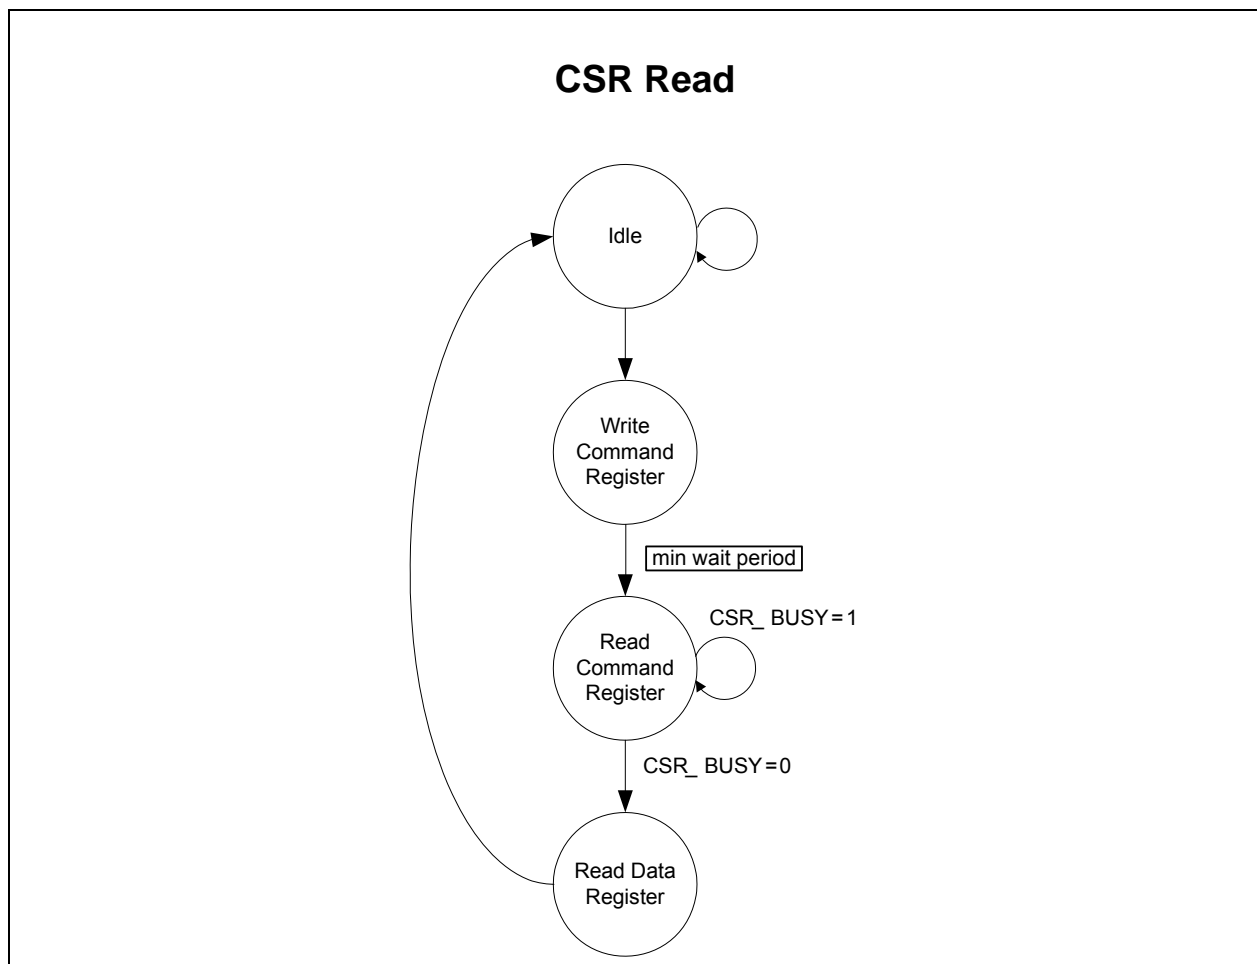 CSR Read
Idle
Write
Command
Register
min wait period
CSR_ BUSY=1
Read
Command
Register
CSR_ BUSY=0
Read Data
Register